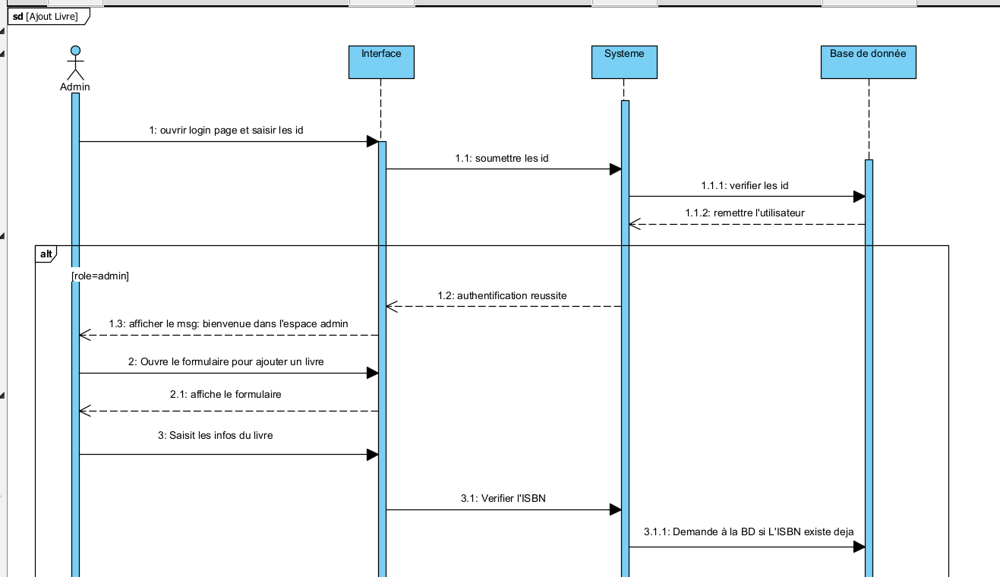 sd [Ajout Livre]
Admin
Interface
Systeme
Base de donnée
1: ouvrir login page et saisir les id
1.1: soumettre les id
1.1.1: verifier les id
1.1.2: remettre l'utilisateur
alt
[role=admin]
1.2: authentification reussite
1.3: afficher le msg: bienvenue dans l'espace admin
2: Ouvre le formulaire pour ajouter un livre
2.1: affiche le formulaire
3: Saisit les infos du livre
3.1: Verifier l'ISBN
3.1.1: Demande à la BD si L'ISBN existe deja